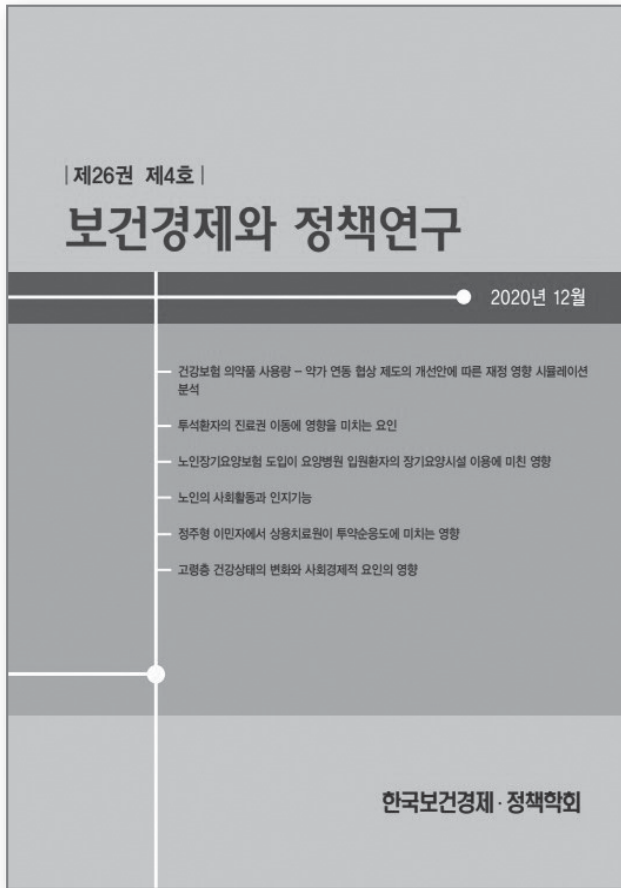 |제26권 제4호|
보건경제와 정책연구
2020년 12월
건강보험 의약품 사용량 – 약가 연동 협상 제도의 개선안에 따른 재정 영향 시뮬레이션
분석
투석환자의 진료권 이동에 영향을 미치는 요인
노인장기요양보험 도입이 요양병원 입원환자의 장기요양시설 이용에 미친 영향
노인의 사회활동과 인지기능
정주형 이민자에서 상용치료원이 투약순응도에 미치는 영향
고령층 건강상태의 변화와 사회경제적 요인의 영향
한국보건경제·정책학회